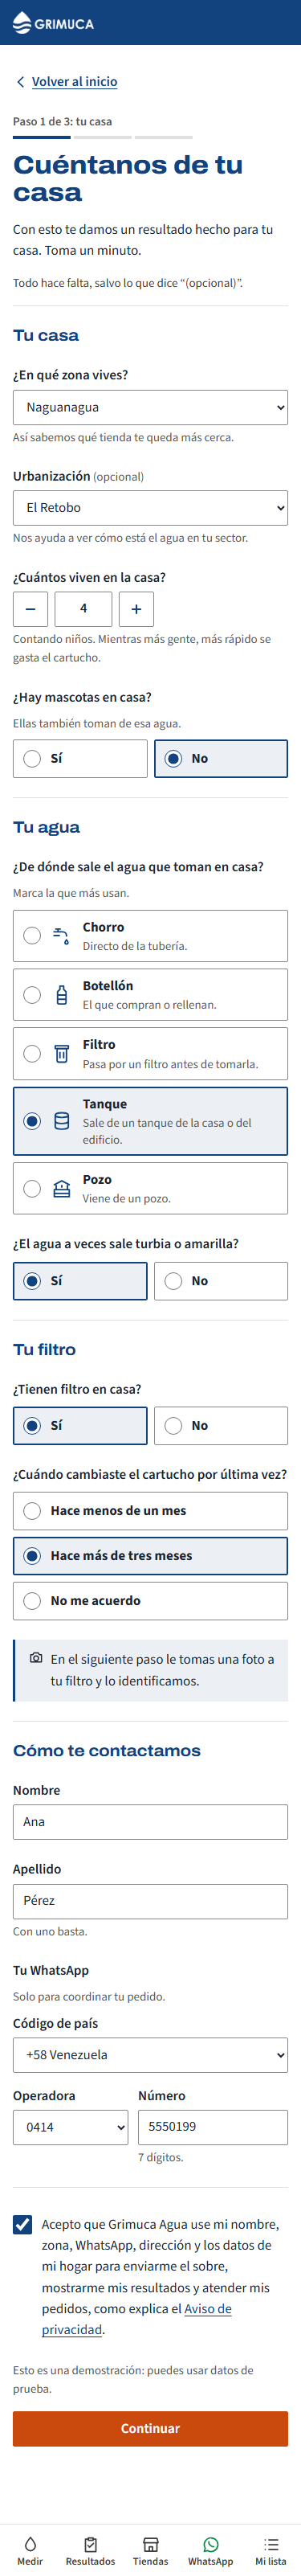 GRIMUCA
Volver al inicio
Paso 1 de 3: tu casa
Cuéntanos de tu
casa
Con esto te damos un resultado hecho para tu
casa. Toma un minuto.
Todo hace falta, salvo lo que dice “(opcional)”.
Tu casa
¿En qué zona vives?
Naguanagua
Así sabemos qué tienda te queda más cerca.
Urbanización (opcional)
El Retobo
Nos ayuda a ver cómo está el agua en tu sector.
¿Cuántos viven en la casa?
− 4 +
Contando niños. Mientras más gente, más rápido se
gasta el cartucho.
¿Hay mascotas en casa?
Ellas también toman de esa agua.
Sí No
Tu agua
¿De dónde sale el agua que toman en casa?
Marca la que más usan.
Chorro
Directo de la tubería.
Botellón
El que compran o rellenan.
Filtro
Pasa por un filtro antes de tomarla.
Tanque
Sale de un tanque de la casa o del
edificio.
Pozo
Viene de un pozo.
¿El agua a veces sale turbia o amarilla?
Sí No
Tu filtro
¿Tienen filtro en casa?
Sí No
¿Cuándo cambiaste el cartucho por última vez?
Hace menos de un mes
Hace más de tres meses
No me acuerdo
En el siguiente paso le tomas una foto a
tu filtro y lo identificamos.
Cómo te contactamos
Nombre
Ana
Apellido
Pérez
Con uno basta.
Tu WhatsApp
Solo para coordinar tu pedido.
Código de país
+58 Venezuela
Operadora Número
0414 5550199
7 dígitos.
Acepto que Grimuca Agua use mi nombre,
zona, WhatsApp, dirección y los datos de
mi hogar para enviarme el sobre,
mostrarme mis resultados y atender mis
pedidos, como explica el Aviso de
privacidad.
Esto es una demostración: puedes usar datos de
prueba.
Continuar
Medir Resultados Tiendas WhatsApp Mi lista